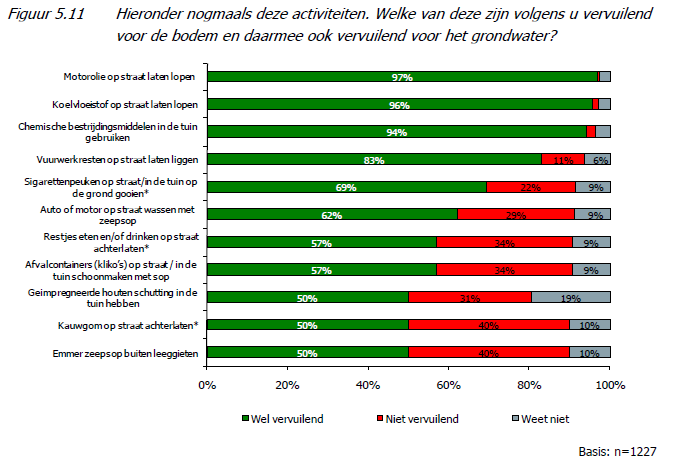 Figuur 5.11 Hieronder nogmaals deze activiteiten. Welke van deze zijn volgens u vervuilend
voor de bodem en daarmee ook vervuilend voor het grondwater?
Motorolie op straat laten lopen 97%
Koelvloeistof op straat laten lopen 96%
Chemische bestrijdingsmiddelen in de tuin
gebruiken 94%
Vuurwerkresten op straat laten liggen 83% 11% 6%
Sigarettenpeuken op straat/in de tuin op
de grond gooien* 69% 22% 9%
Auto of motor op straat wassen met
zeepsop 62% 29% 9%
Restjes eten en/of drinken op straat
achterlaten* 57% 34% 9%
Afvalcontainers (kliko's) op straat / in de
tuin schoonmaken met sop 57% 34% 9%
Geimpregneerde houten schutting in de
tuin hebben 50% 31% 19%
Kauwgom op straat achterlaten* 50% 40% 10%
Emmer zeepsop buiten leeggieten 50% 40% 10%
0% 20% 40% 60% 80% 100%
Wel vervuilend Niet vervuilend Weet niet
Basis: n=1227